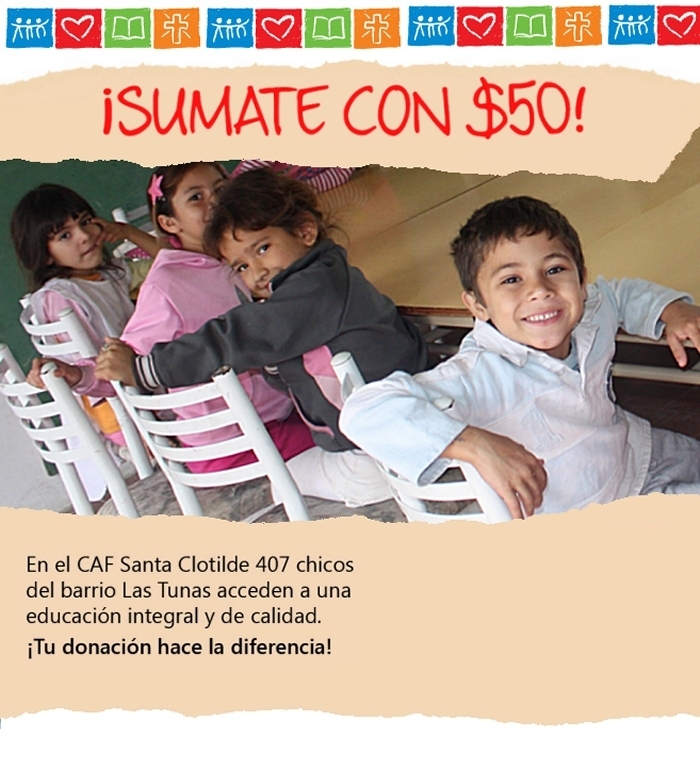 ¡SUMATE CON $50!
En el CAF Santa Clotilde 407 chicos
del barrio Las Tunas acceden a una
educación integral y de calidad.
¡Tu donación hace la diferencia!